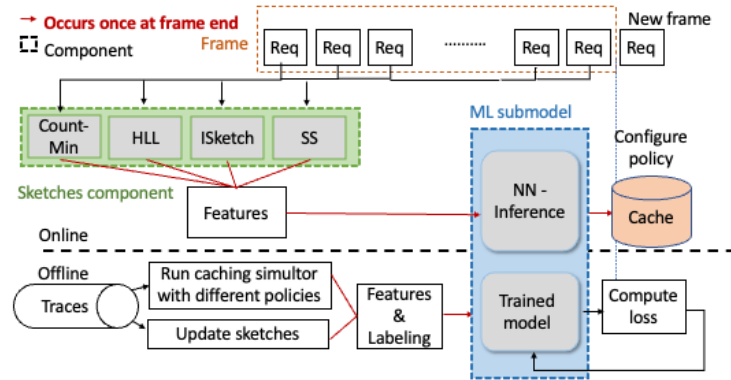 Occurs once at frame end
Component
Frame
New frame
Req Req Req .......... Req Req Req
Count-
Min
HLL
ISketch
SS
Sketches component
Features
ML submodel
NN -
Inference
Configure
policy
Cache
Online
Offline
Traces
Run caching simultor
with different policies
Update sketches
Features
&
Labeling
Trained
model
Compute
loss